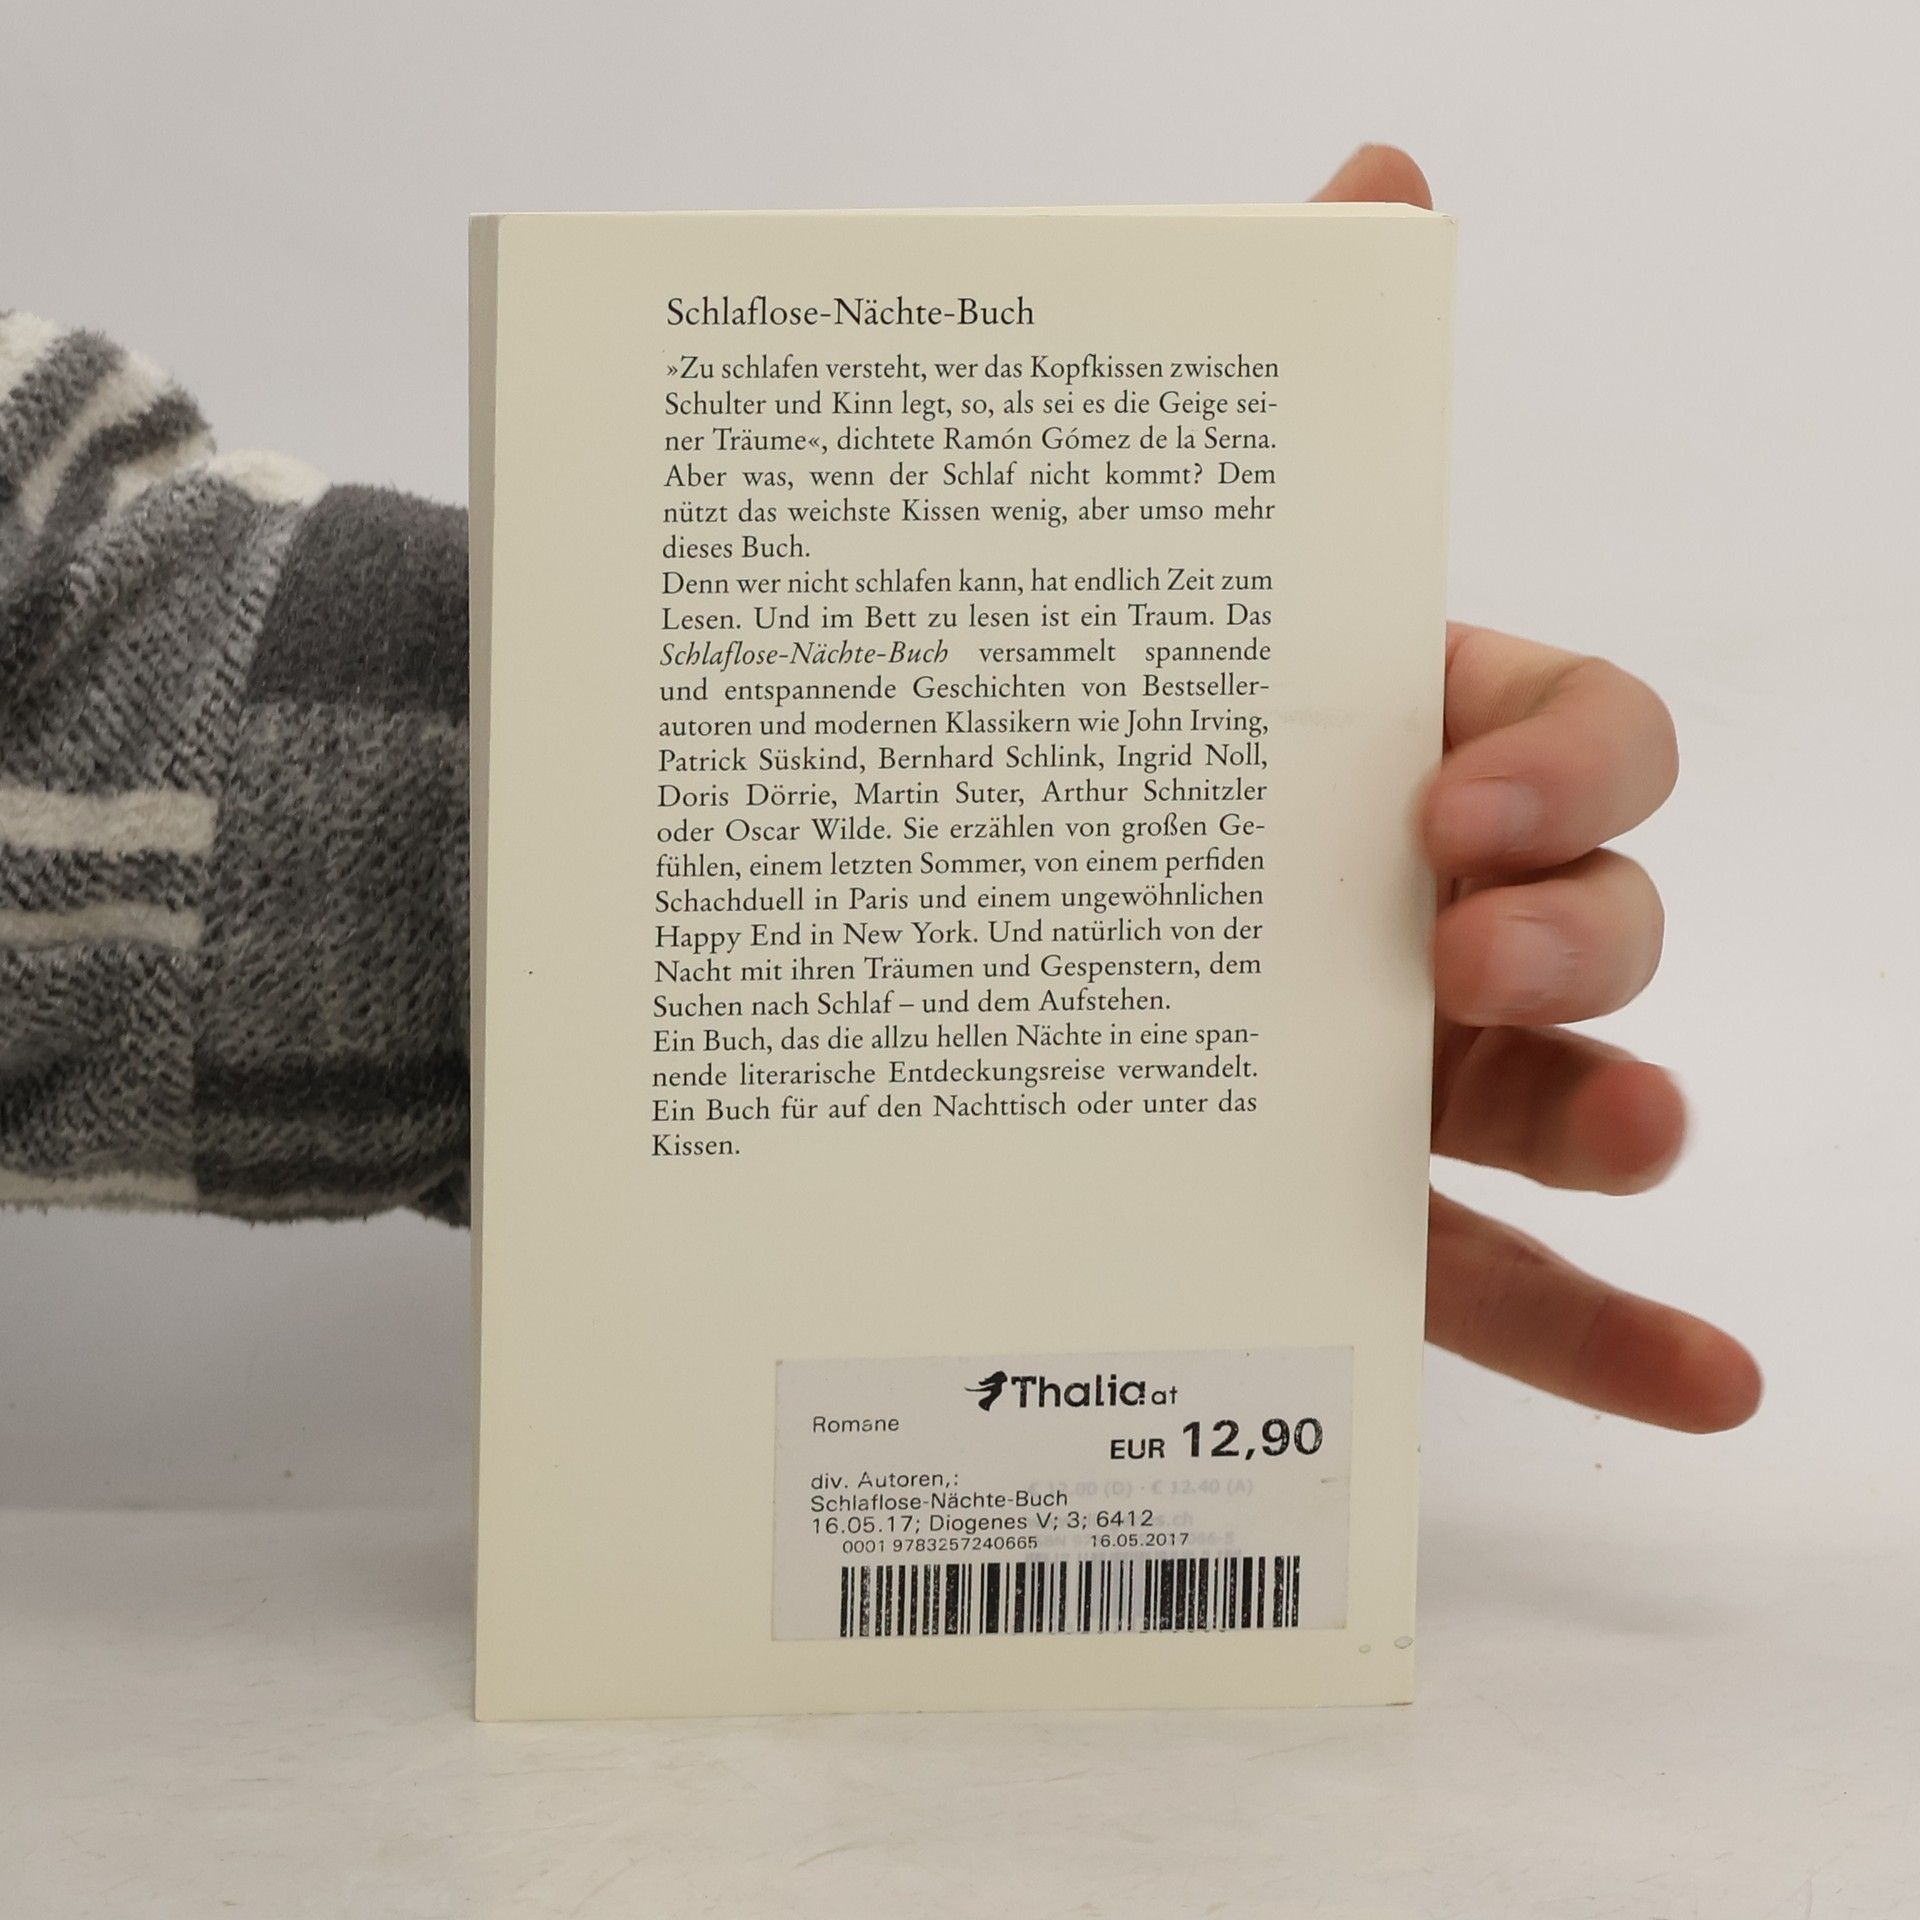 Schlaflose-Nächte-Buch
»Zu schlafen versteht, wer das Kopfkissen zwischen
Schulter und Kinn legt, so, als sei es die Geige sei-
ner Träume«, dichtete Ramón Gómez de la Serna.
Aber was, wenn der Schlaf nicht kommt? Dem
nützt das weichste Kissen wenig, aber umso mehr
dieses Buch.
Denn wer nicht schlafen kann, hat endlich Zeit zum
Lesen. Und im Bett zu lesen ist ein Traum. Das
Schlaflose-Nächte-Buch versammelt spannende
und entspannende Geschichten von Bestseller-
autoren und modernen Klassikern wie John Irving,
Patrick Süskind, Bernhard Schlink, Ingrid Noll,
Doris Dörrie, Martin Suter, Arthur Schnitzler
oder Oscar Wilde. Sie erzählen von großen Ge-
fühlen, einem letzten Sommer, von einem perfiden
Schachduell in Paris und einem ungewöhnlichen
Happy End in New York. Und natürlich von der
Nacht mit ihren Träumen und Gespenstern, dem
Suchen nach Schlaf – und dem Aufstehen.
Ein Buch, das die allzu hellen Nächte in eine span-
nende literarische Entdeckungsreise verwandelt.
Ein Buch für auf den Nachttisch oder unter das
Kissen.
Thalia.at
Romane
EUR 12,90
div. Autoren,:
Schlaflose-Nächte-Buch
16.05.17; Diogenes V; 3; 6412
0001 9783257240665 16.05.2017